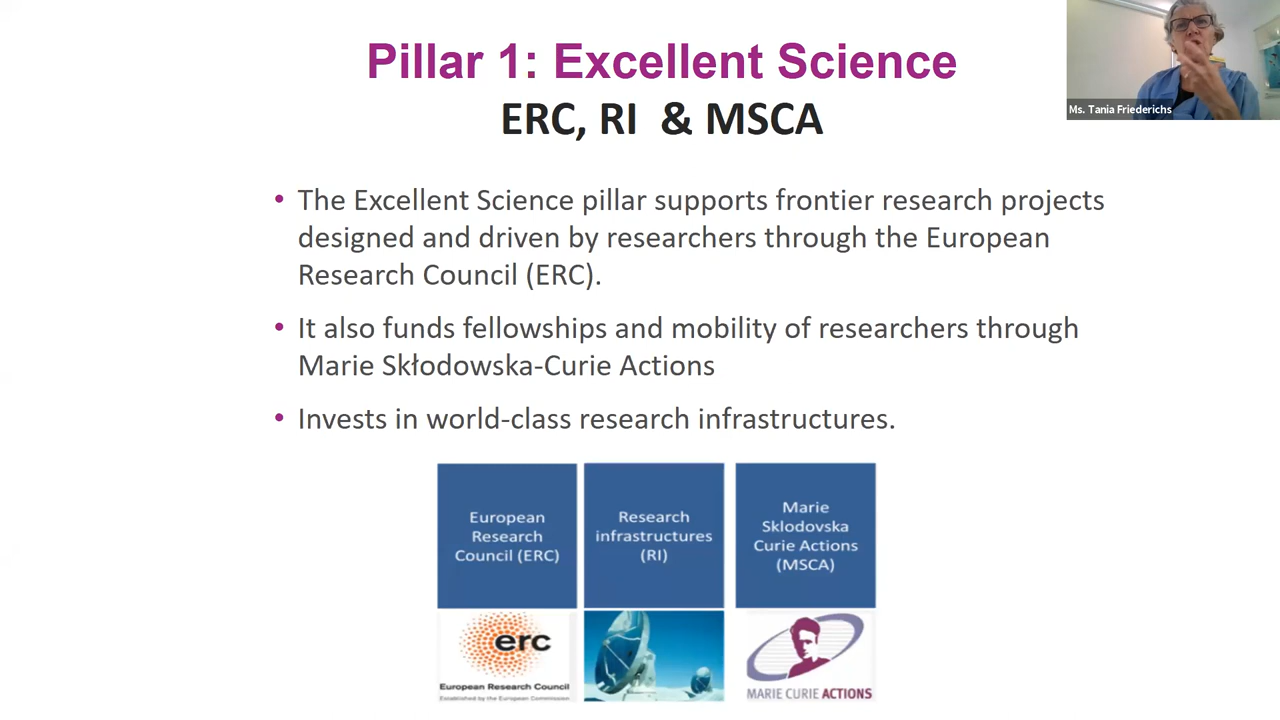 Pillar 1: Excellent Science
ERC, RI & MSCA
Ms. Tania Friederichs
• The Excellent Science pillar supports frontier research projects
designed and driven by researchers through the European
Research Council (ERC).
• It also funds fellowships and mobility of researchers through
Marie Skłodowska-Curie Actions
• Invests in world-class research infrastructures.
European
Research
Council (ERC)
Research
infrastructures
(RI)
Marie
Sklodovska
Curie Actions
(MSCA)
erc
European Research Council
Established by the European Commission
MARIE CURIE ACTIONS